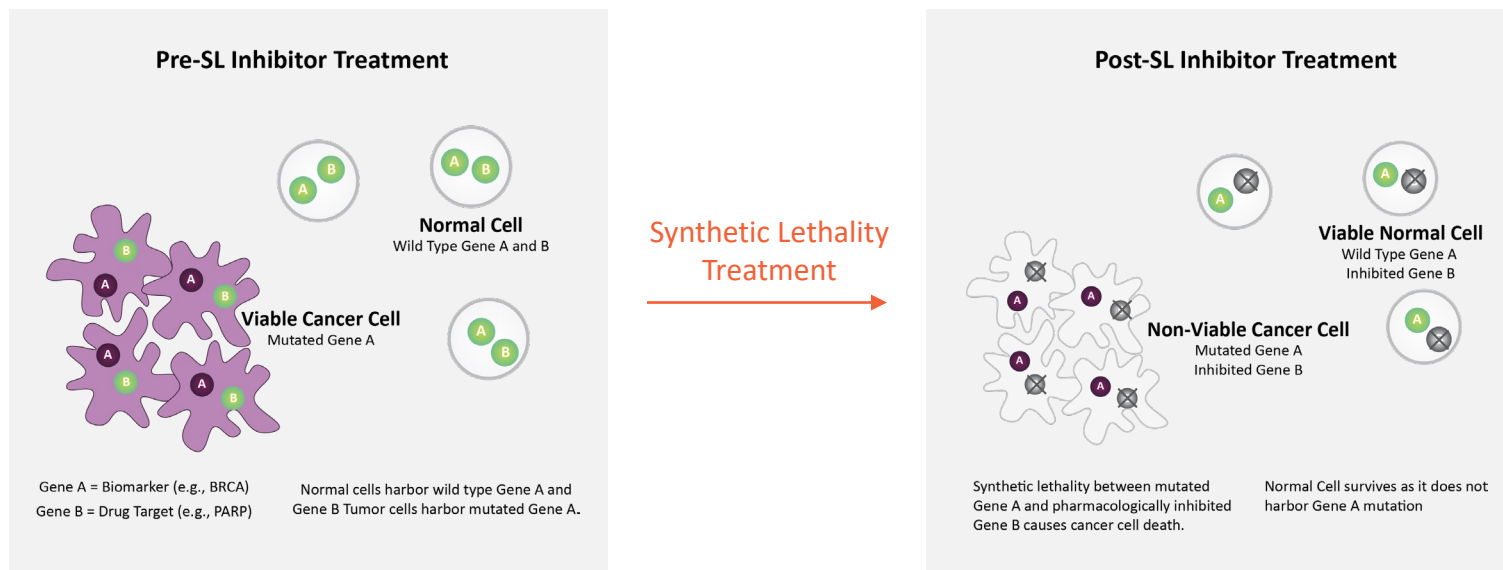 Pre-SL Inhibitor Treatment
B
A
A
B
Normal Cell
Wild Type Gene A and B
B
A
A
B
Viable Cancer Cell
Mutated Gene A
A
B
A
B
A
B
Gene A = Biomarker (e.g., BRCA)
Gene B = Drug Target (e.g., PARP)
Normal cells harbor wild type Gene A and
Gene B Tumor cells harbor mutated Gene A.
Synthetic Lethality
Treatment
Post-SL Inhibitor Treatment
A
A
Viable Normal Cell
Wild Type Gene A
Inhibited Gene B
A
A
A
Non-Viable Cancer Cell
Mutated Gene A
Inhibited Gene B
A
A
Synthetic lethality between mutated
Gene A and pharmacologically inhibited
Gene B causes cancer cell death.
Normal Cell survives as it does not
harbor Gene A mutation